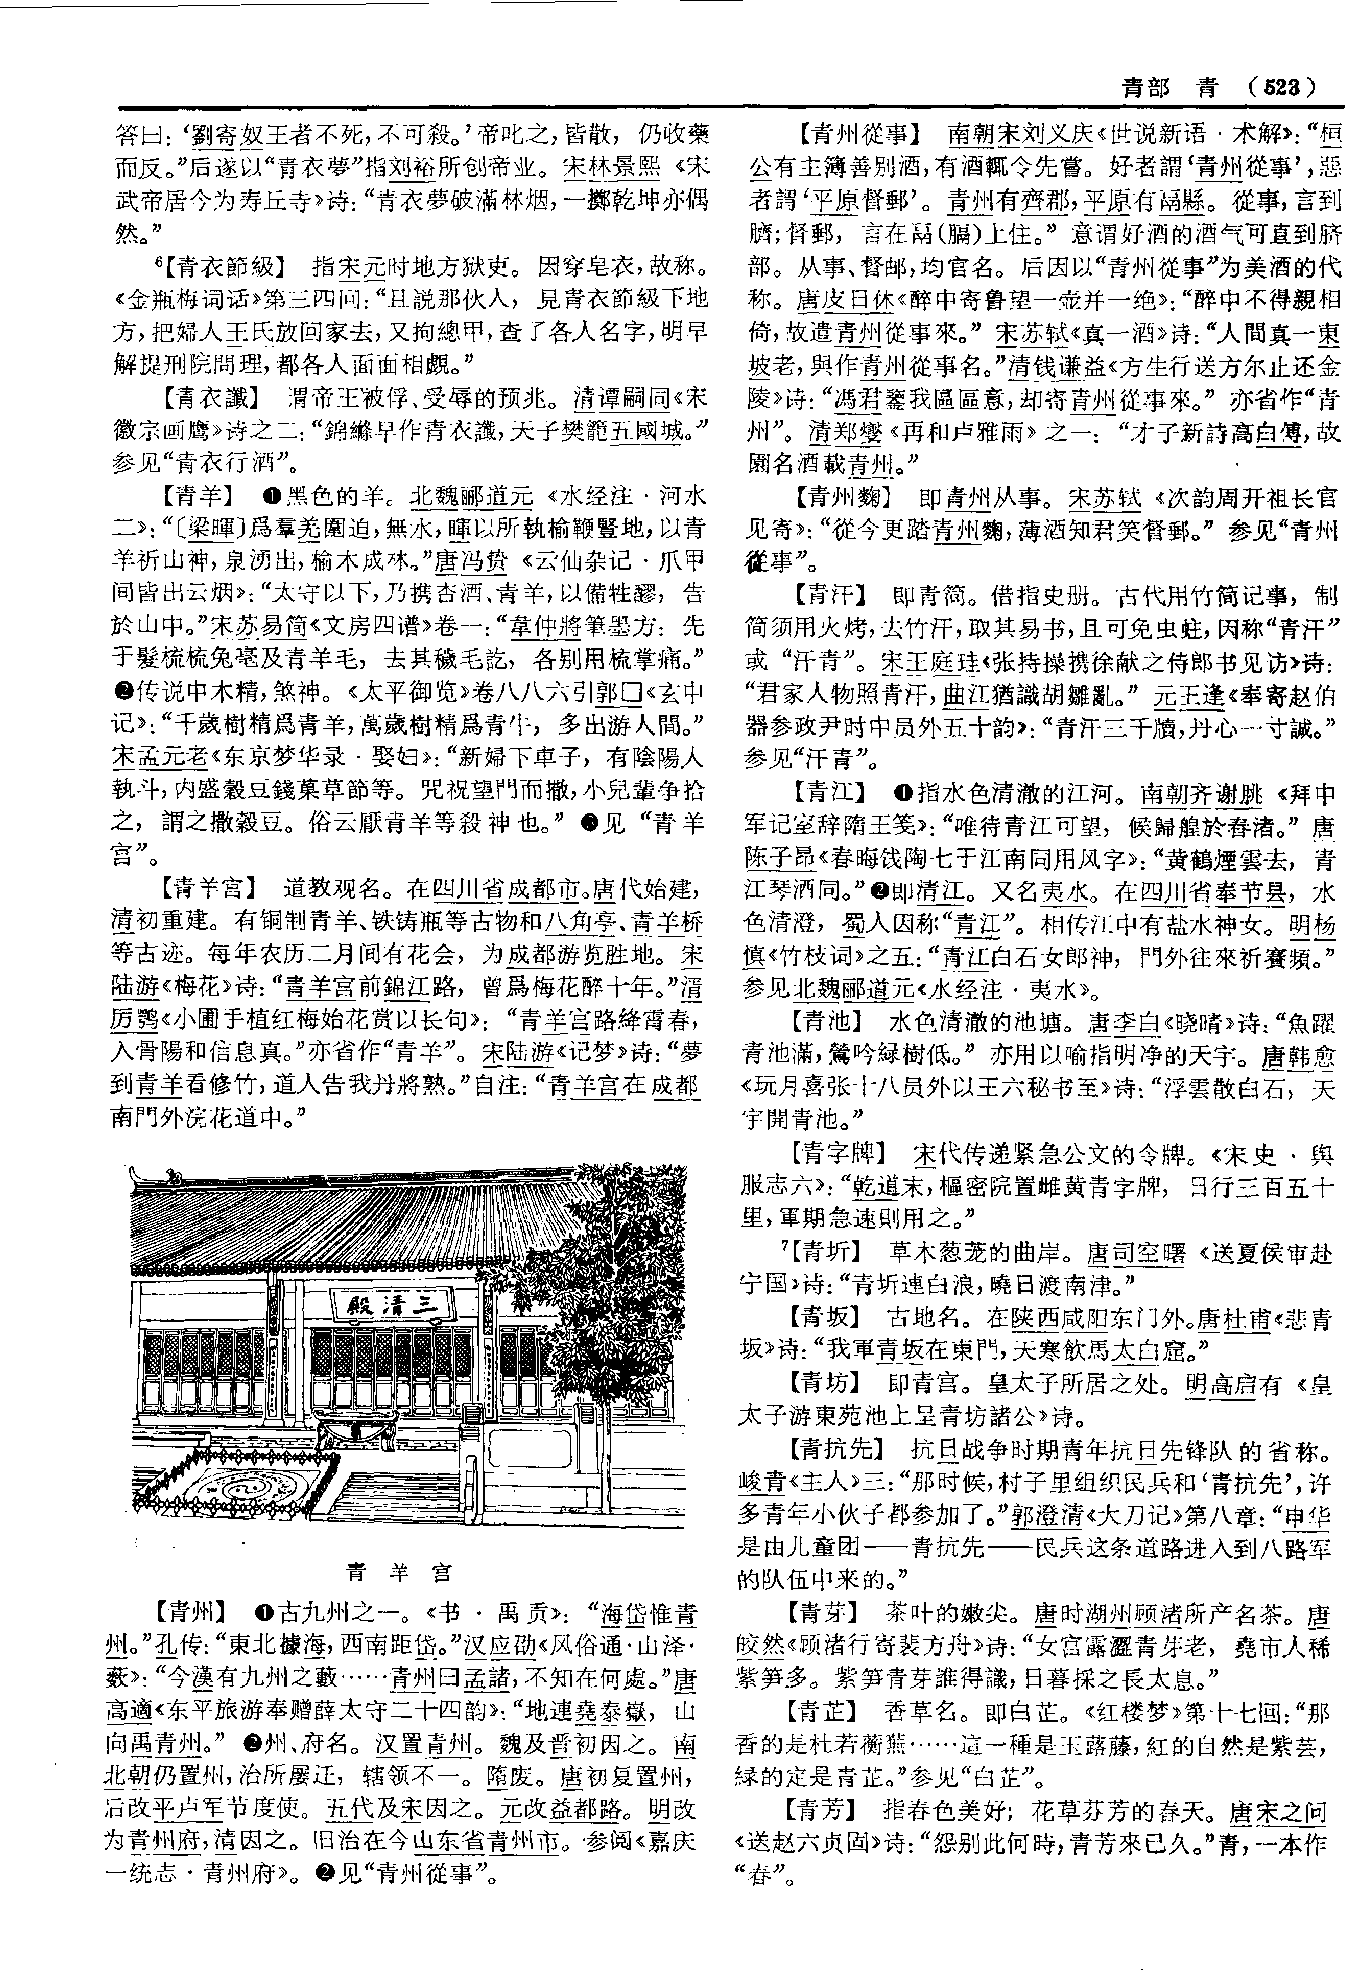 青部　青　（523）
答曰：‘劉寄奴王者不死，不可殺。’帝叱之，皆散，仍收藥
而反。”后遂以“青衣夢”指刘裕所创帝业。宋林景熙《宋
武帝居今为寿丘寺》诗：“青衣夢破滿林烟，一擲乾坤亦偶
然。”
⁶【青衣節級】　指宋元时地方狱吏。因穿皂衣，故称。
《金瓶梅词话》第三四回：“且説那伙人，見青衣節級下地
方，把婦人王氏放回家去，又拘總甲，查了各人名字，明早
解提刑院問理，都各人面面相覷。”
【青衣讖】　谓帝王被俘、受辱的预兆。清谭嗣同《宋
徽宗画鹰》诗之二：“錦縧早作青衣讖，天子樊籠五國城。”
参见“青衣行酒”。
【青羊】　❶黑色的羊。北魏郦道元《水经注·河水
二》：“〔梁暉〕爲羣羌圍迫，無水，暉以所執榆鞭豎地，以青
羊祈山神，泉湧出，榆木成林。”唐冯贽《云仙杂记·爪甲
间皆出云烟》：“太守以下，乃携杏酒、青羊，以備牲醪，告
於山中。”宋苏易简《文房四谱》卷一：“韋仲將筆墨方：先
于髮梳梳兔毫及青羊毛，去其穢毛訖，各别用梳掌痛。”
❷传说中木精，煞神。《太平御览》卷八八六引郭囗《玄中
记》：“千歲樹精爲青羊，萬歲樹精爲青牛，多出游人間。”
宋孟元老《东京梦华录·娶妇》：“新婦下車子，有陰陽人
執斗，内盛穀豆錢菓草節等。咒祝望門而撒，小兒輩争拾
之，謂之撒穀豆。俗云厭青羊等殺神也。”❸见“青羊
宫”。
【青羊宫】　道教观名。在四川省成都市。唐代始建，
清初重建。有铜制青羊、铁铸瓶等古物和八角亭、青羊桥
等古迹。每年农历二月间有花会，为成都游览胜地。宋
陆游《梅花》诗：“青羊宫前錦江路，曾爲梅花醉十年。”清
厉鹗《小圃手植红梅始花赏以长句》：“青羊宫路絳霄春，
入骨陽和信息真。”亦省作“青羊”。宋陆游《记梦》诗：“夢
到青羊看修竹，道人告我丹將熟。”自注：“青羊宫在成都
南門外浣花道中。”
三清殿
青羊宫
【青州】　❶古九州之一。《书·禹贡》：“海岱惟青
州。”孔传：“東北據海，西南距岱。”汉应劭《风俗通·山泽·
薮》：“今漢有九州之藪……青州曰孟諸，不知在何處。”唐
高適《东平旅游奉赠薛太守二十四韵》：“地連堯泰嶽，山
向禹青州。”❷州、府名。汉置青州。魏及晋初因之。南
北朝仍置州，治所屡迁，辖领不一。隋废。唐初复置州，
后改平卢军节度使。五代及宋因之。元改益都路。明改
为青州府，清因之。旧治在今山东省青州市。参阅《嘉庆
一统志·青州府》。❷见“青州從事”。
【青州從事】　南朝宋刘义庆《世说新语·术解》：“桓
公有主簿善别酒，有酒輒令先嘗。好者謂‘青州從事’，惡
者謂‘平原督郵’。青州有齊郡，平原有鬲縣。從事，言到
臍；督郵，言在鬲（膈）上住。”意谓好酒的酒气可直到脐
部。从事、督邮，均官名。后因以“青州從事”为美酒的代
称。唐皮日休《醉中寄鲁望一壶并一绝》：“醉中不得親相
倚，故遣青州從事來。”宋苏轼《真一酒》诗：“人間真一東
坡老，與作青州從事名。”清钱谦益《方生行送方尔止还金
陵》诗：“馮君鑒我區區意，却寄青州從事來。”亦省作“青
州”。清郑燮《再和卢雅雨》之一：“才子新詩高白傅，故
園名酒載青州。”
【青州麴】　即青州从事。宋苏轼《次韵周开祖长官
见寄》：“從今更踏青州麴，薄酒知君笑督郵。”参见“青州
從事”。
【青汗】　即青简。借指史册。古代用竹简记事，制
简须用火烤，去竹汗，取其易书，且可免虫蛀，因称“青汗”
或“汗青”。宋王庭珪《张持操携徐献之侍郎书见访》诗：
“君家人物照青汗，曲江猶識胡雛亂。”元王逢《奉寄赵伯
器参政尹时中员外五十韵》：“青汗三千牘，丹心一寸誠。”
参见“汗青”。
【青江】　❶指水色清澈的江河。南朝齐谢朓《拜中
军记室辞隋王笺》：“唯待青江可望，候歸艎於春渚。”唐
陈子昂《春晦饯陶七于江南同用风字》：“黄鶴煙雲去，青
江琴酒同。”❷即清江。又名夷水。在四川省奉节县，水
色清澄，蜀人因称“青江”。相传江中有盐水神女。明杨
慎《竹枝词》之五：“青江白石女郎神，門外往來祈賽頻。”
参见北魏郦道元《水经注·夷水》。
【青池】　水色清澈的池塘。唐李白《晓晴》诗：“魚躍
青池滿，鶯吟緑樹低。”亦用以喻指明净的天宇。唐韩愈
《玩月喜张十八员外以王六秘书至》诗：“浮雲散白石，天
宇開青池。”
【青字牌】　宋代传递紧急公文的令牌。《宋史·舆
服志六》：“乾道末，樞密院置雌黄青字牌，日行三百五十
里，軍期急速則用之。”
⁷【青圻】　草木葱茏的曲岸。唐司空曙《送夏侯审赴
宁国》诗：“青圻連白浪，曉日渡南津。”
【青坂】　古地名。在陕西咸阳东门外。唐杜甫《悲青
坂》诗：“我軍青坂在東門，天寒飲馬太白窟。”
【青坊】　即青宫。皇太子所居之处。明高启有《皇
太子游東苑池上呈青坊諸公》诗。
【青抗先】　抗日战争时期青年抗日先锋队的省称。
峻青《主人》三：“那时候，村子里组织民兵和‘青抗先’，许
多青年小伙子都参加了。”郭澄清《大刀记》第八章：“申华
是由儿童团——青抗先——民兵这条道路进入到八路军
的队伍中来的。”
【青芽】　茶叶的嫩尖。唐时湖州顾渚所产名茶。唐
皎然《顾渚行寄裴方舟》诗：“女宫露澀青芽老，堯市人稀
紫笋多。紫笋青芽誰得識，日暮採之長太息。”
【青芷】　香草名。即白芷。《红楼梦》第十七回：“那
香的是杜若蘅蕪……這一種是玉蕗藤，紅的自然是紫芸，
緑的定是青芷。”参见“白芷”。
【青芳】　指春色美好；花草芬芳的春天。唐宋之问
《送赵六贞固》诗：“怨别此何時，青芳來已久。”青，一本作
“春”。